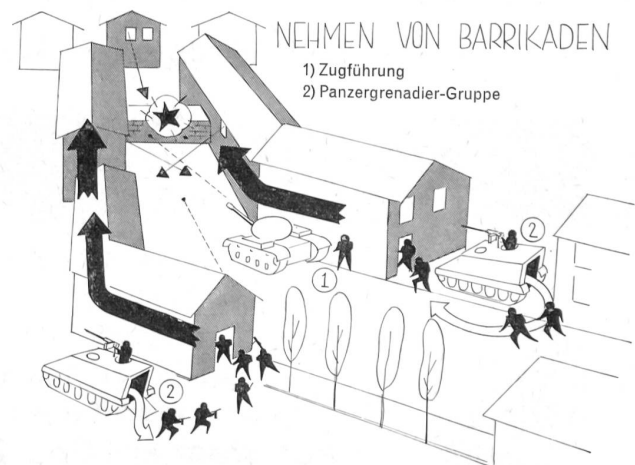 NEHMEN VON BARRIKADEN
1) Zugführung
2) Panzergrenadier-Gruppe
2
1
2